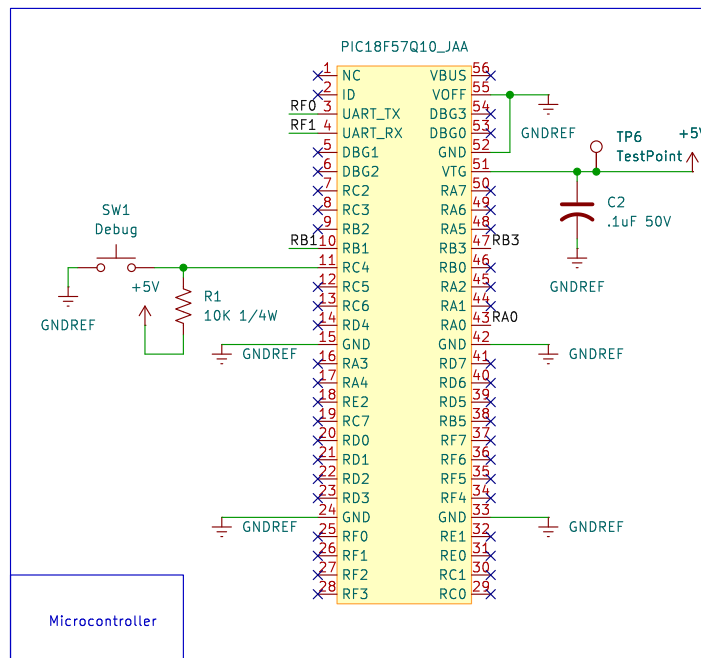 PIC18F57Q10_JAA
1 NC VBUS 56
2 ID VOFF 55
RF0 3 UART_TX DBG3 54
RF1 4 UART_RX DBG0 53
GNDREF
5 DBG1 GND 52
6 DBG2 VTG 51
TP6
TestPoint
+5V
7 RC2 RA7 50
8 RC3 RA6 49
9 RB2 RA5 48
C2
.1uF 50V
RB1 10 RB1 RB3 47 RB3
11 RC4 RB0 46
SW1
Debug
GNDREF
12 RC5 RA2 45
+5V
13 RC6 RA1 44
R1
10K 1/4W
GNDREF
14 RD4 RA0 43 RA0
15 GND GND 42
GNDREF
GNDREF
16 RA3 RD7 41
17 RA4 RD6 40
18 RE2 RD5 39
19 RC7 RB5 38
20 RD0 RF7 37
21 RD1 RF6 36
22 RD2 RF5 35
23 RD3 RF4 34
24 GND GND 33
GNDREF
GNDREF
25 RF0 RE1 32
26 RF1 RE0 31
27 RF2 RC1 30
28 RF3 RC0 29
Microcontroller